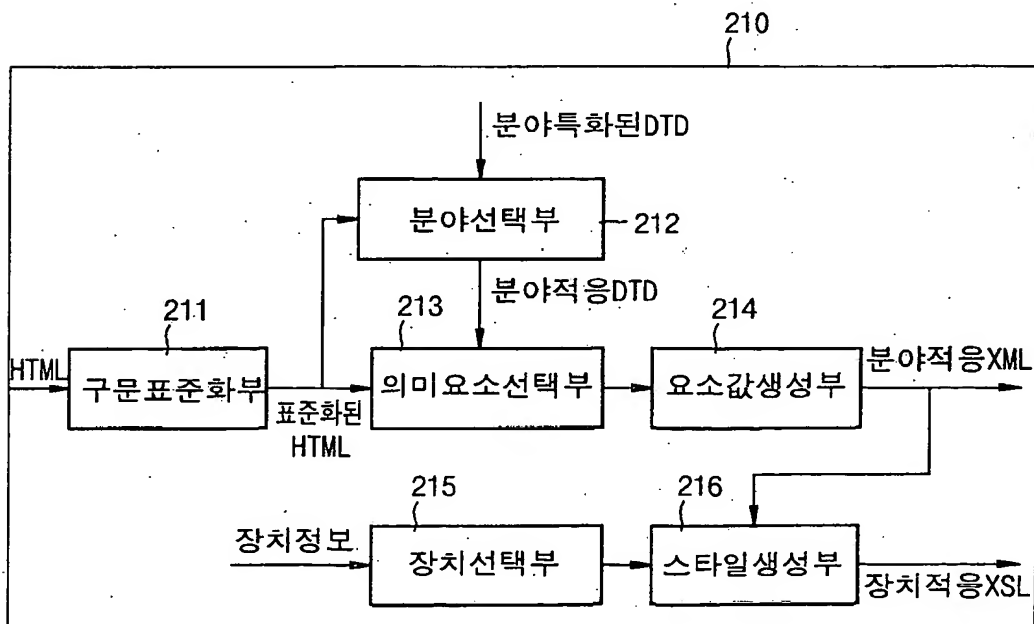 210
분야특화된DTD
분야선택부
212
분야적응DTD
211
213
214
HTML
구문표준화부
표준화된
HTML
의미요소선택부
요소값생성부
분야적응XML
215
216
장치정보
장치선택부
스타일생성부
장치적응XSL